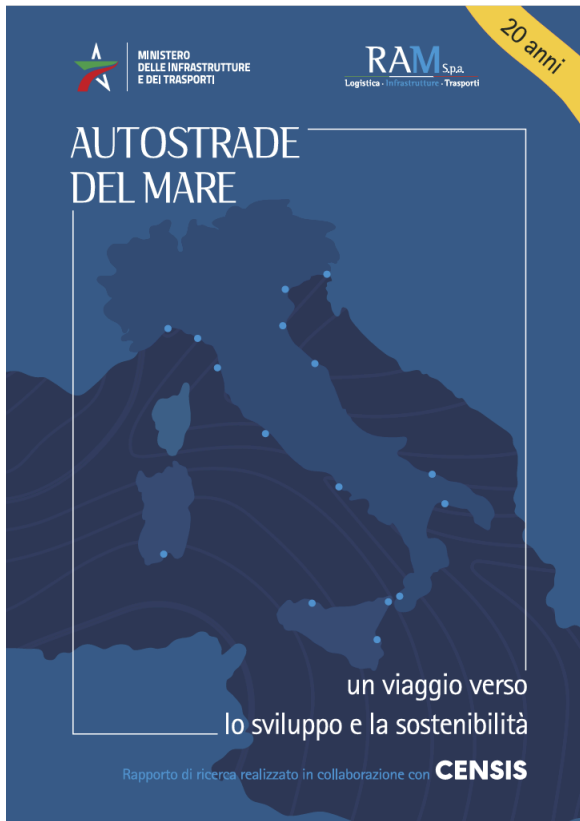 MINISTERO
DELLE INFRASTRUTTURE
E DEI TRASPORTI
RAM S.p.a.
Logistica • Infrastrutture • Trasporti
20 anni
AUTOSTRADE
DEL MARE
un viaggio verso
lo sviluppo e la sostenibilità
Rapporto di ricerca realizzato in collaborazione con CENSIS